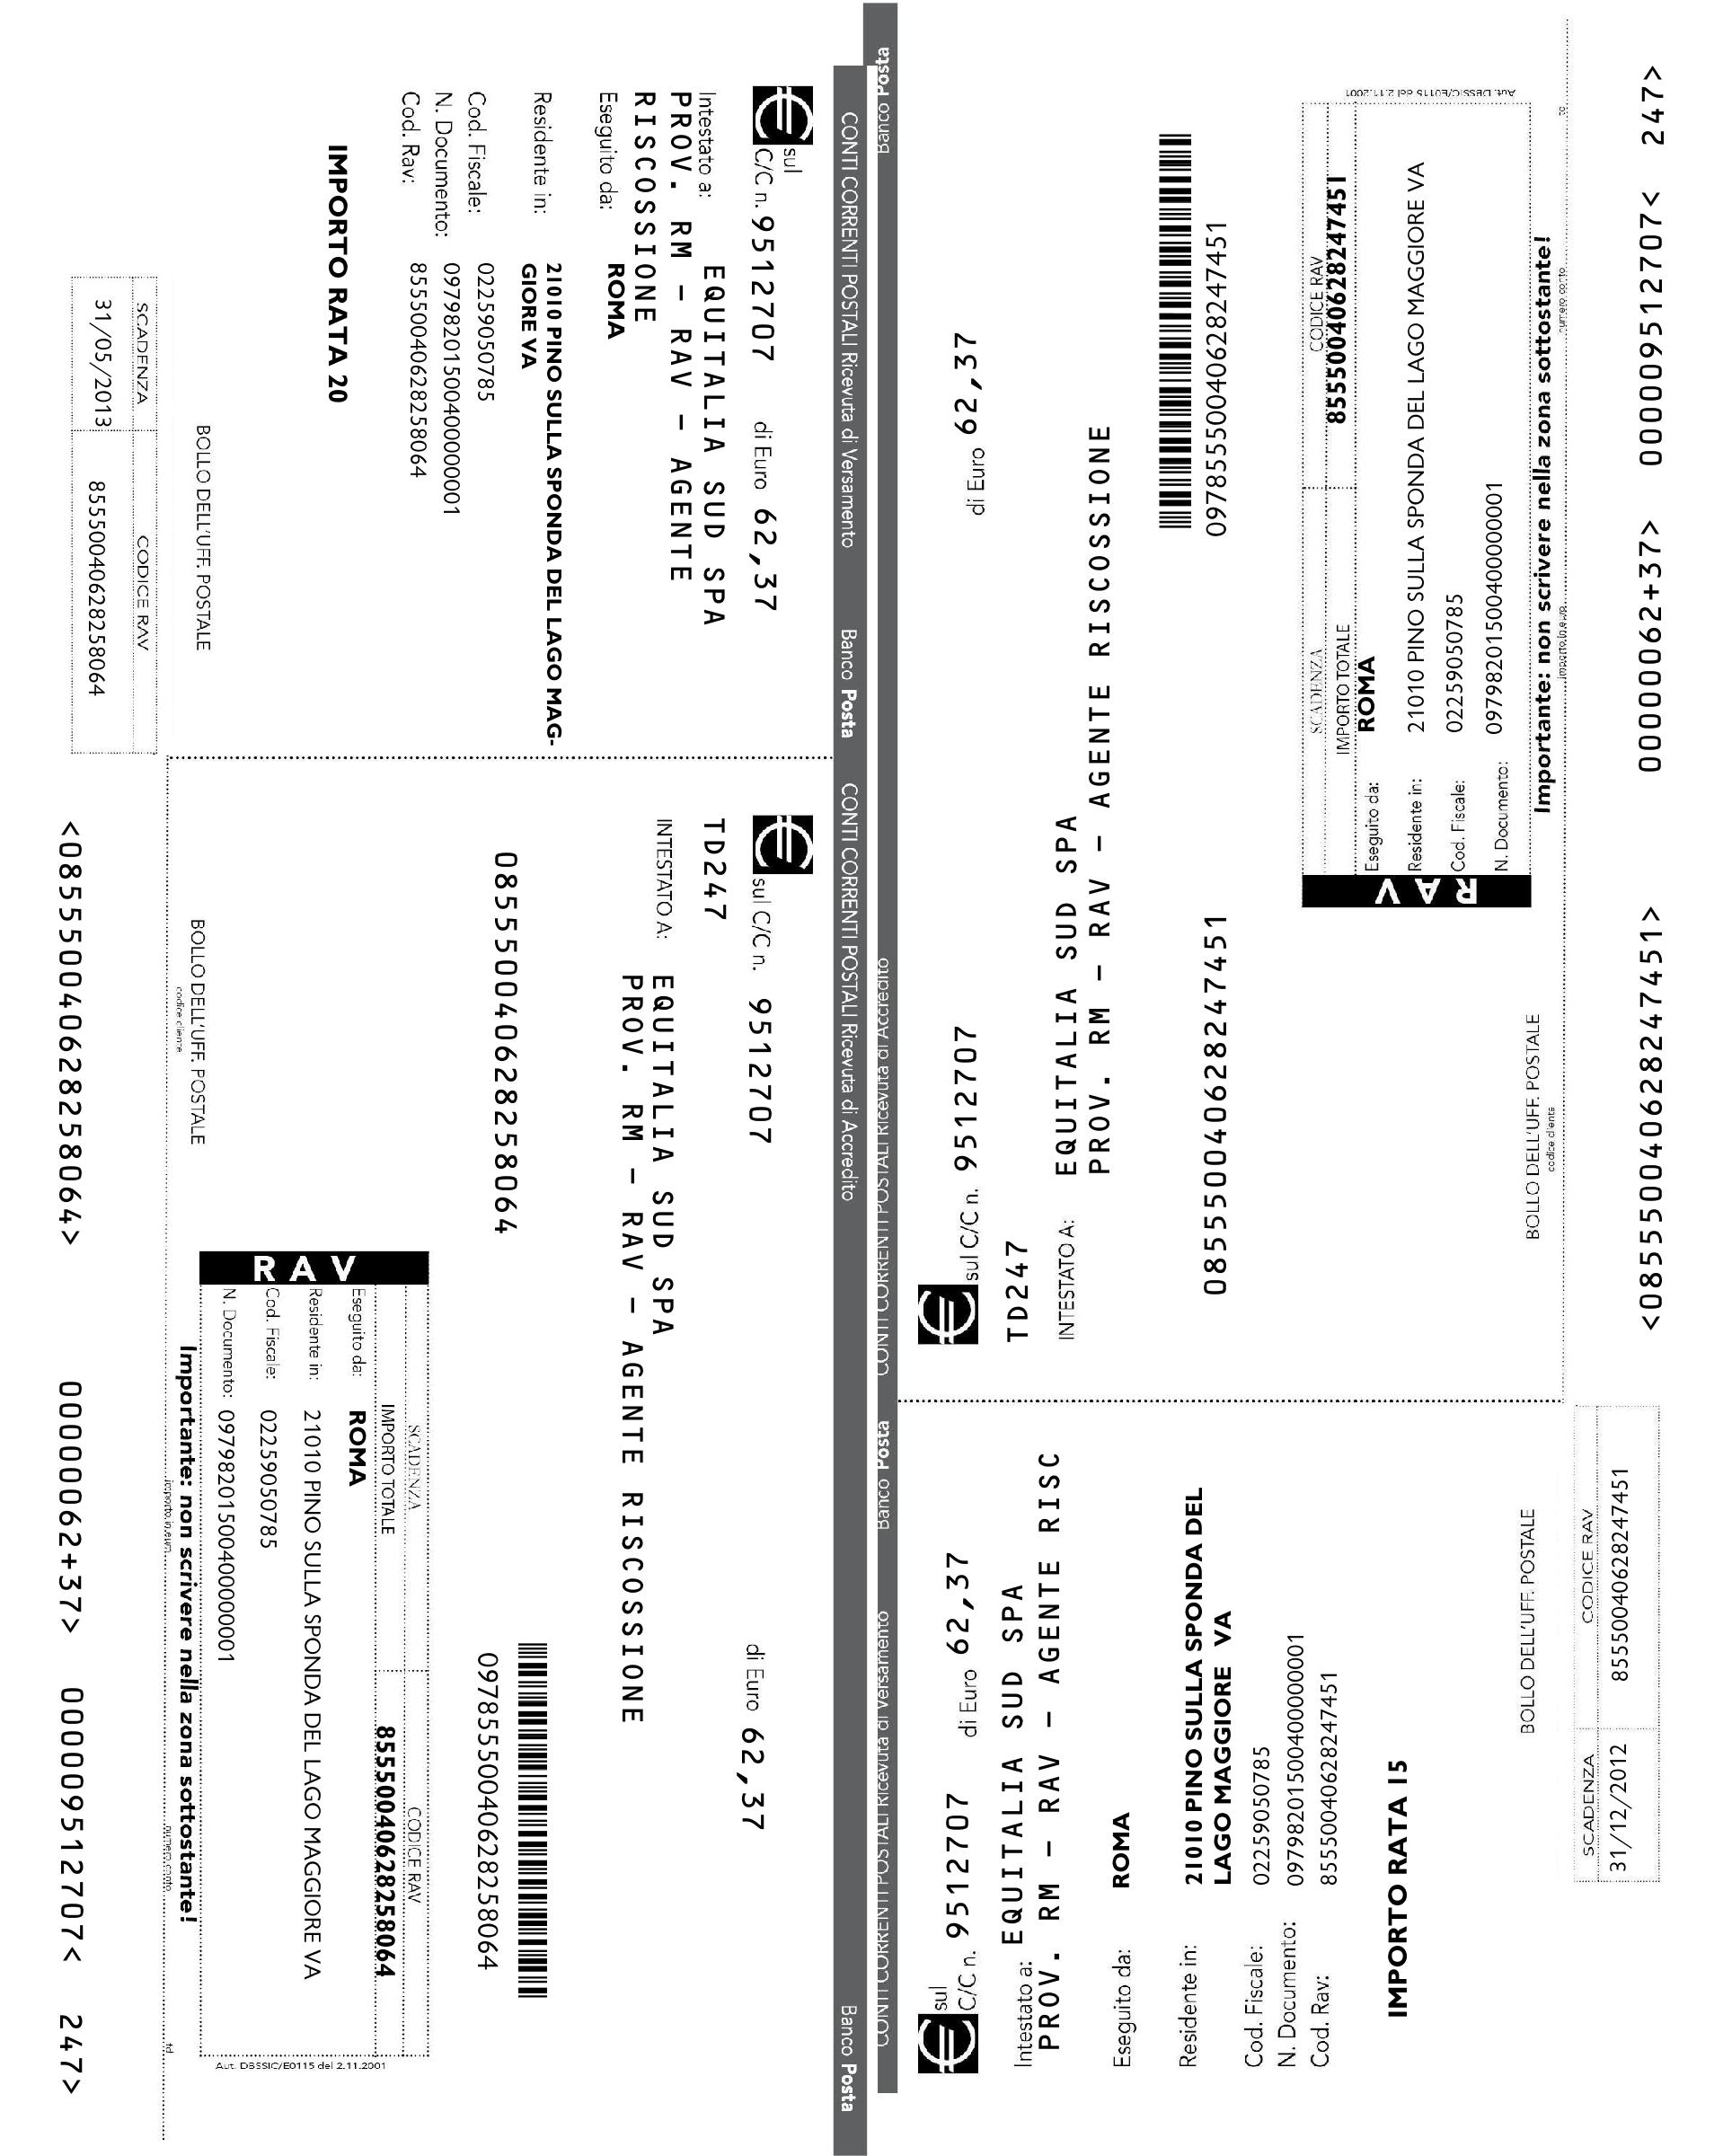 CONTI CORRENTI POSTALI Ricevuta di Versamento
Banco Posta
sul
C/C n. 9512707
di Euro 62,37
Intestato a:
EQUITALIA SUD SPA
PROV. RM - RAV - AGENTE
RISCOSSIONE
Eseguito da:
ROMA
Residente in:
21010 PINO SULLA SPONDA DEL LAGO MAG-
GIORE VA
Cod. Fiscale:
02259050785
N. Documento:
09798201500400000001
Cod. Rav:
85550040628258064
IMPORTO RATA 20
BOLLO DELL'UFF. POSTALE
SCADENZA
CODICE RAV
31/05/2013
85550040628258064
CONTI CORRENTI POSTALI Ricevuta di Accredito
Banco Posta
sul C/C n. 9512707
di Euro 62,37
TD247
INTESTATO A:
EQUITALIA SUD SPA
PROV. RM - RAV - AGENTE RISCOSSIONE
085550040628258064
09785550040628258064
SCADENZA
CODICE RAV
IMPORTO TOTALE
85550040628258064
RAV
Eseguito da:
ROMA
Residente in:
21010 PINO SULLA SPONDA DEL LAGO MAGGIORE VA
Cod. Fiscale:
02259050785
N. Documento:
09798201500400000001
Aut. DBSSIC/E0115 del 2.11.2001
BOLLO DELL'UFF. POSTALE
codice cliente
Importante: non scrivere nella zona sottostante!
importo in euro
numero conto
td
<085550040628258064>
00000062+37>
000009512707<
247>
CONTI CORRENTI POSTALI Ricevuta di Versamento
Banco Posta
sul
C/C n. 9512707
di Euro 62,37
Intestato a:
EQUITALIA SUD SPA
PROV. RM - RAV - AGENTE RISC
Eseguito da:
ROMA
Residente in:
21010 PINO SULLA SPONDA DEL
LAGO MAGGIORE VA
Cod. Fiscale:
02259050785
N. Documento:
09798201500400000001
Cod. Rav:
85550040628247451
IMPORTO RATA 15
BOLLO DELL'UFF. POSTALE
SCADENZA
CODICE RAV
31/12/2012
85550040628247451
CONTI CORRENTI POSTALI Ricevuta di Accredito
Banco Posta
sul C/C n. 9512707
di Euro 62,37
TD247
INTESTATO A:
EQUITALIA SUD SPA
PROV. RM - RAV - AGENTE RISCOSSIONE
085550040628247451
09785550040628247451
SCADENZA
CODICE RAV
IMPORTO TOTALE
85550040628247451
RAV
Eseguito da:
ROMA
Residente in:
21010 PINO SULLA SPONDA DEL LAGO MAGGIORE VA
Cod. Fiscale:
02259050785
N. Documento:
09798201500400000001
Aut. DBSSIC/E0115 del 2.11.2001
BOLLO DELL'UFF. POSTALE
codice cliente
Importante: non scrivere nella zona sottostante!
importo in euro
numero conto
td
<085550040628247451>
00000062+37>
000009512707<
247>